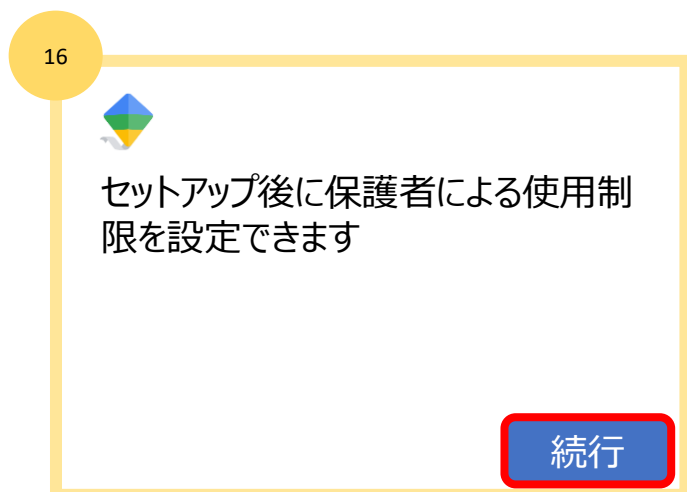 16
セットアップ後に保護者による使用制
限を設定できます
続行